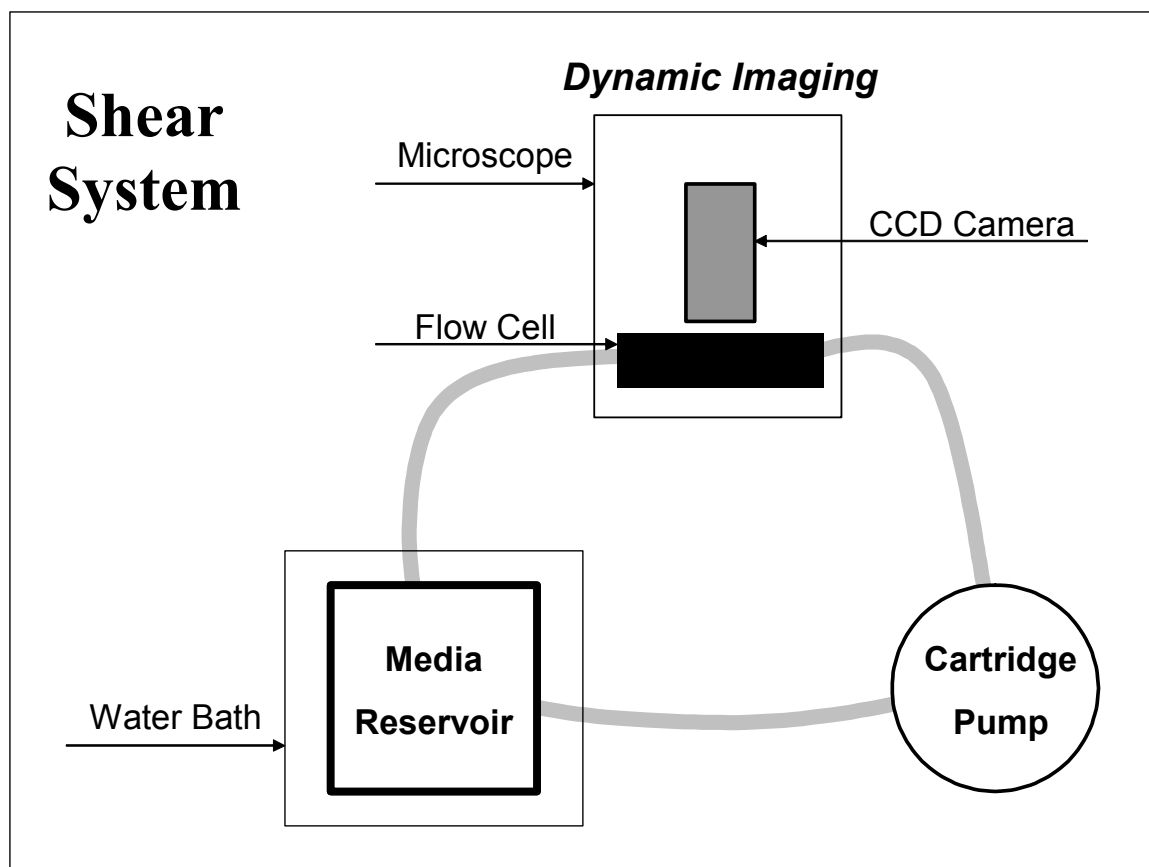 Shear
System
Dynamic Imaging
Microscope
CCD Camera
Flow Cell
Media
Reservoir
Cartridge
Pump
Water Bath